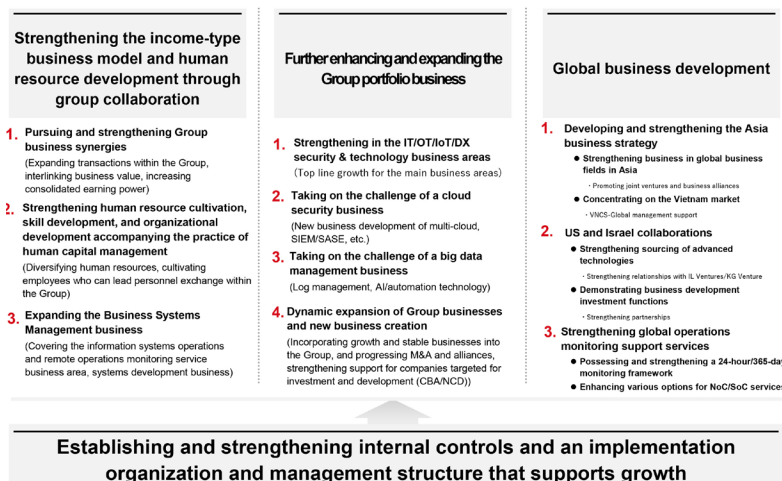 Strengthening the income-type
business model and human
resource development through
group collaboration
1. Pursuing and strengthening Group
business synergies
(Expanding transactions within the Group,
interlinking business value, increasing
consolidated earning power)
2. Strengthening human resource cultivation,
skill development, and organizational
development accompanying the practice of
human capital management
(Diversifying human resources, cultivating
employees who can lead personnel exchange within
the Group)
3. Expanding the Business Systems
Management business
(Covering the information systems operations
and remote operations monitoring service
business area, systems development business)
Further enhancing and expanding the
Group portfolio business
1. Strengthening in the IT/OT/IoT/DX
security & technology business areas
(Top line growth for the main business areas)
2. Taking on the challenge of a cloud
security business
(New business development of multi-cloud,
SIEM/SASE, etc.)
3. Taking on the challenge of a big data
management business
(Log management, AI/automation technology)
4. Dynamic expansion of Group businesses
and new business creation
(Incorporating growth and stable businesses into
the Group, and progressing M&A and alliances,
strengthening support for companies targeted for
investment and development (CBA/NCD))
Global business development
1. Developing and strengthening the Asia
business strategy
● Strengthening business in global business
fields in Asia
・Promoting joint ventures and business alliances
● Concentrating on the Vietnam market
・VNCS-Global management support
2. US and Israel collaborations
● Strengthening sourcing of advanced
technologies
・Strengthening relationships with IL Ventures/KG Venture
● Demonstrating business development
investment functions
・Strengthening partnerships
3. Strengthening global operations
monitoring support services
● Possessing and strengthening a 24-hour/365-day
monitoring framework
● Enhancing various options for NoC/SoC services
Establishing and strengthening internal controls and an implementation
organization and management structure that supports growth